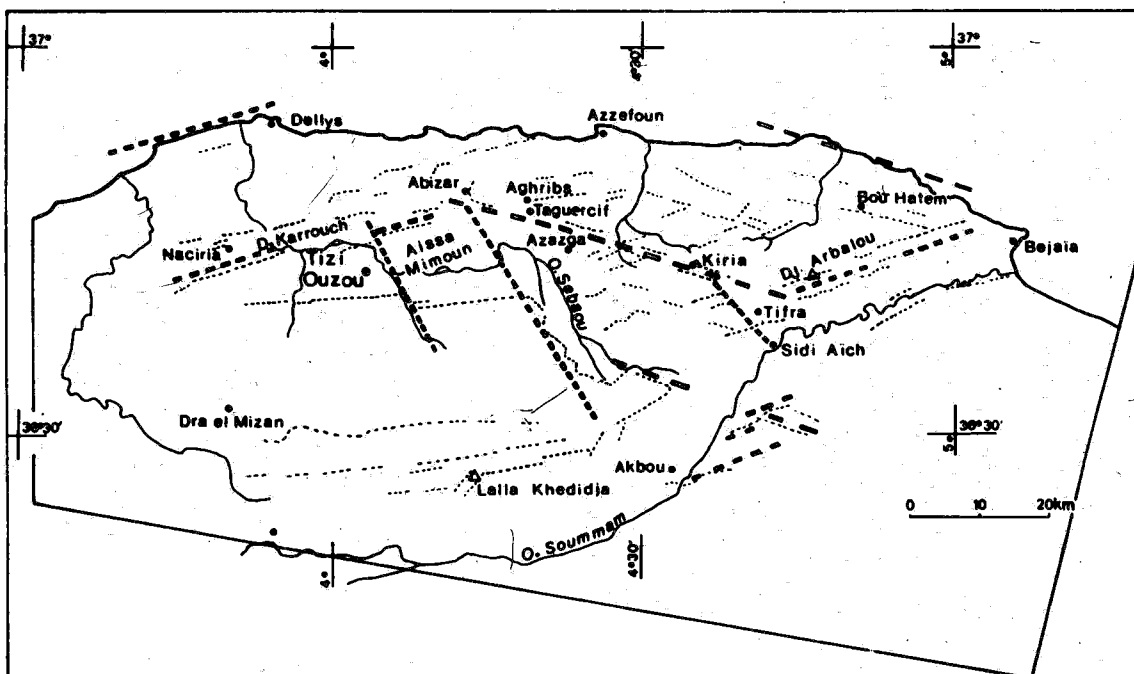 37°
4°
4°30'
37°
5°
Dellys
Azzefoun
Abizar
Aghribs
Taguercif
Bou Hatem
Naciria
D. Karrouch
Aissa
Mimoun
Azazga
Kiria
Dj. Arbalou
Bejaïa
Tizi
Ouzou
O. Sebaou
Tifra
Sidi Aïch
Dra el Mizan
36°30'
36°30'
5°
Akbou
Lalla Khedidja
0 10 20km
O. Soummam
4°
4°30'